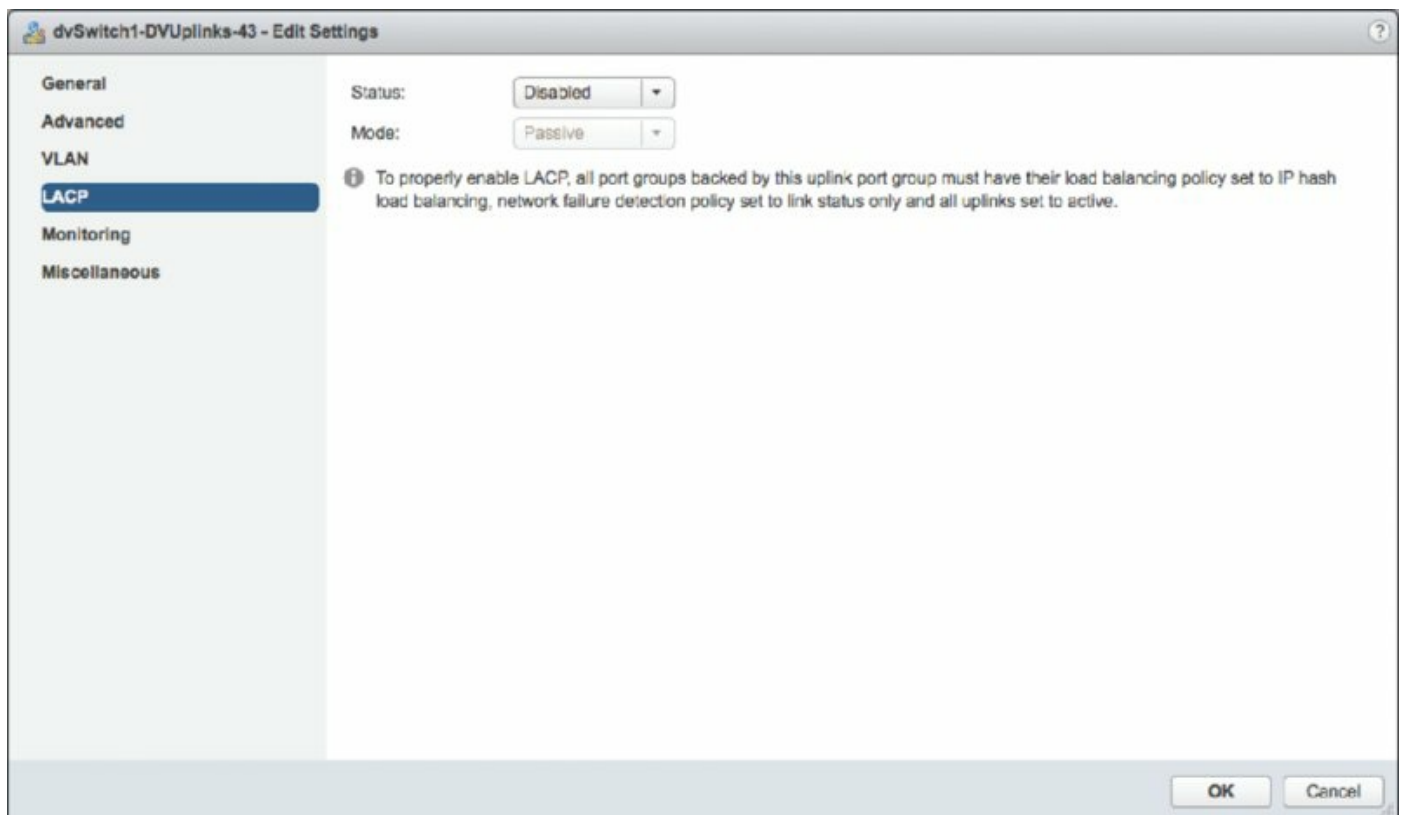 dvSwitch1-DVUplinks-43 - Edit Settings
?
General
Advanced
VLAN
LACP
Monitoring
Miscellaneous
Status:
Disabled
Mode:
Passive
To properly enable LACP, all port groups backed by this uplink port group must have their load balancing policy set to IP hash
load balancing, network failure detection policy set to link status only and all uplinks set to active.
OK
Cancel